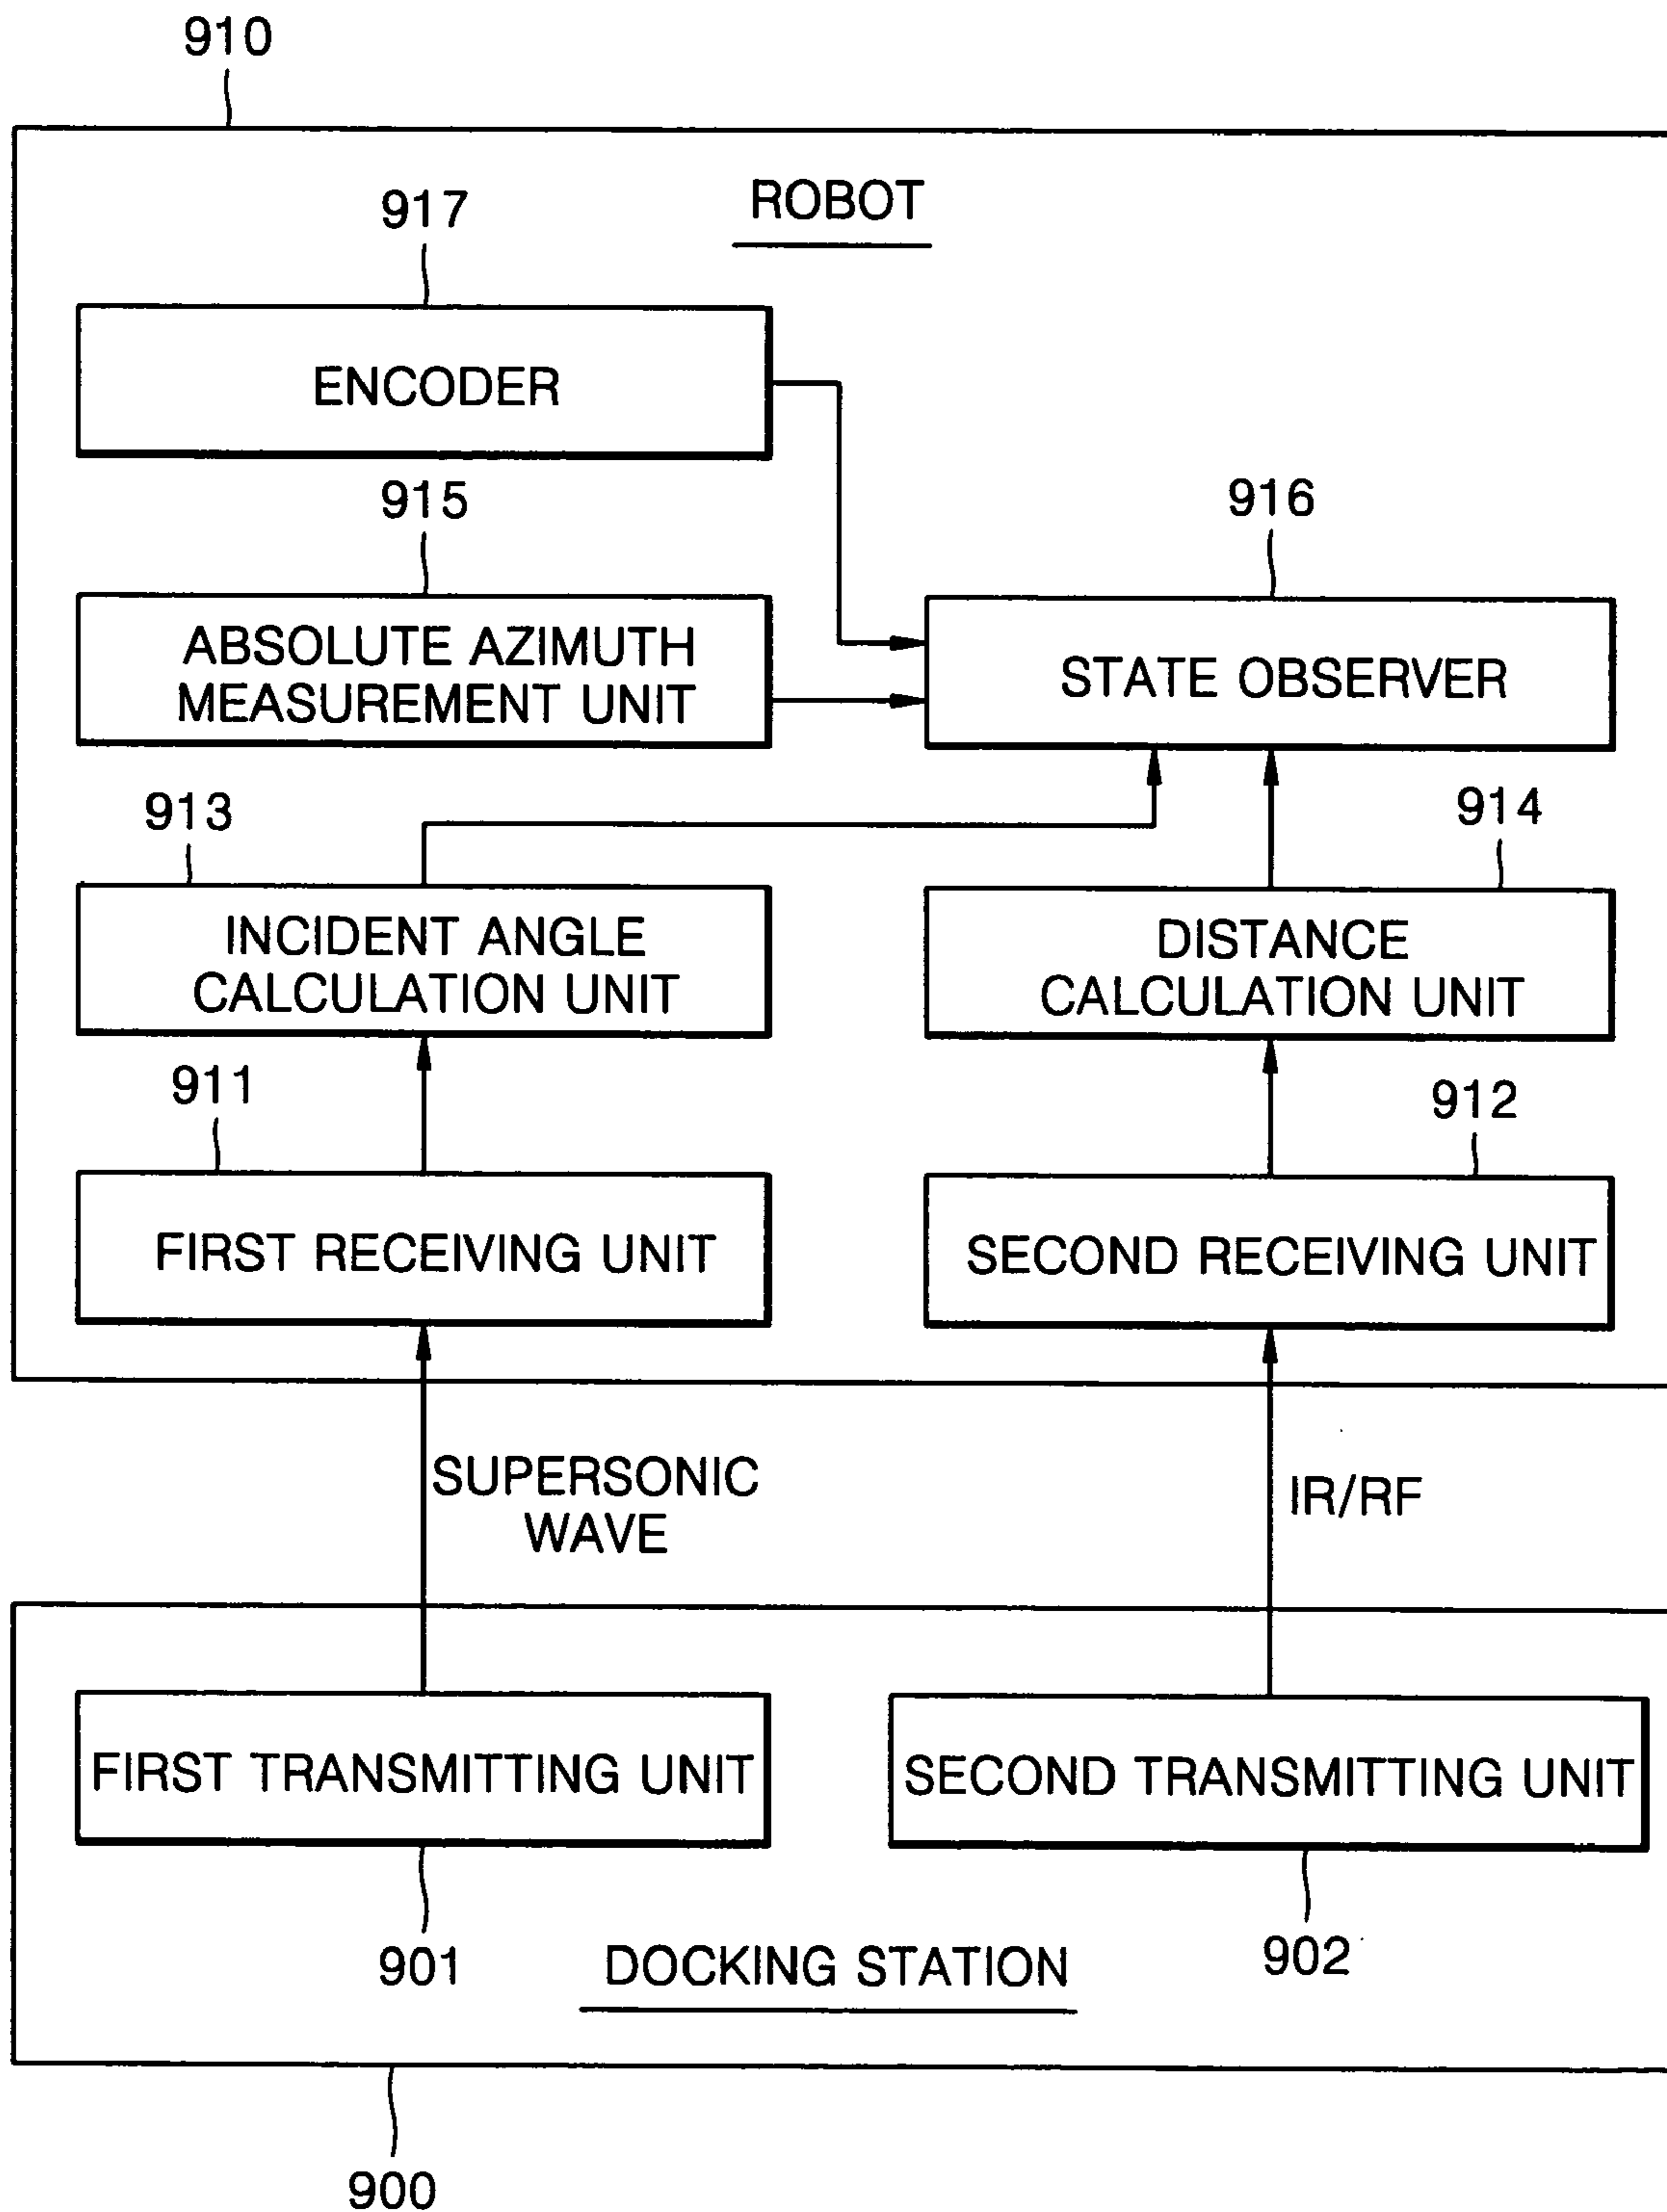 910
ROBOT
917
ENCODER
915
916
ABSOLUTE AZIMUTH
MEASUREMENT UNIT
STATE OBSERVER
913
914
INCIDENT ANGLE
CALCULATION UNIT
DISTANCE
CALCULATION UNIT
911
912
FIRST RECEIVING UNIT
SECOND RECEIVING UNIT
SUPERSONIC
WAVE
IR/RF
FIRST TRANSMITTING UNIT
SECOND TRANSMITTING UNIT
901
DOCKING STATION
902
900